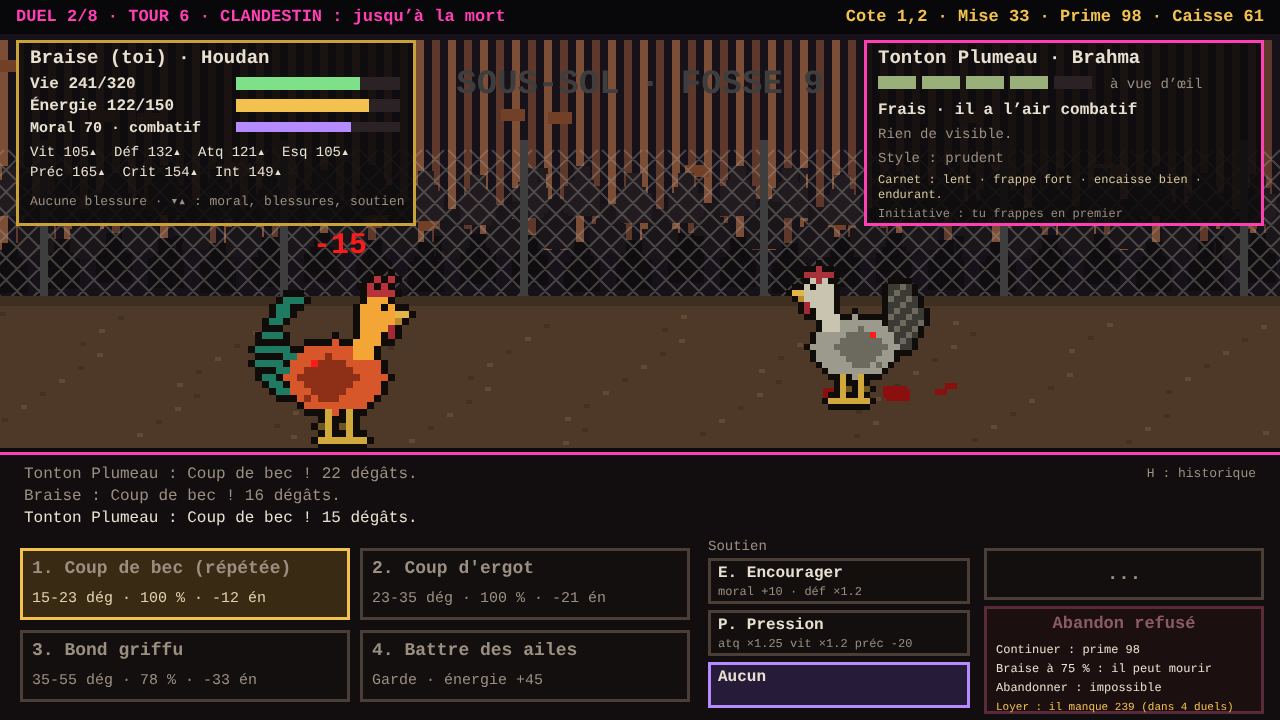 DUEL 2/8 · TOUR 6 · CLANDESTIN : jusqu’à la mort
Cote 1,2 · Mise 33 · Prime 98 · Caisse 61
SOUS-SOL · FOSSE 9
Braise (toi) · Houdan
Vie 241/320
Énergie 122/150
Moral 70 · combatif
Vit 105▴ Déf 132▴ Atq 121▴ Esq 105▴
Préc 165▴ Crit 154▴ Int 149▴
Aucune blessure · ▾▴ : moral, blessures, soutien
Tonton Plumeau · Brahma
à vue d’œil
Frais · il a l’air combatif
Rien de visible.
Style : prudent
Carnet : lent · frappe fort · encaisse bien ·
endurant.
Initiative : tu frappes en premier
-15
Tonton Plumeau : Coup de bec ! 22 dégâts.
Braise : Coup de bec ! 16 dégâts.
Tonton Plumeau : Coup de bec ! 15 dégâts.
H : historique
1. Coup de bec (répétée)
15-23 dég · 100 % · -12 én
2. Coup d'ergot
23-35 dég · 100 % · -21 én
3. Bond griffu
35-55 dég · 78 % · -33 én
4. Battre des ailes
Garde · énergie +45
Soutien
E. Encourager
moral +10 · déf ×1.2
P. Pression
atq ×1.25 vit ×1.2 préc -20
Aucun
...
Abandon refusé
Continuer : prime 98
Braise à 75 % : il peut mourir
Abandonner : impossible
Loyer : il manque 239 (dans 4 duels)